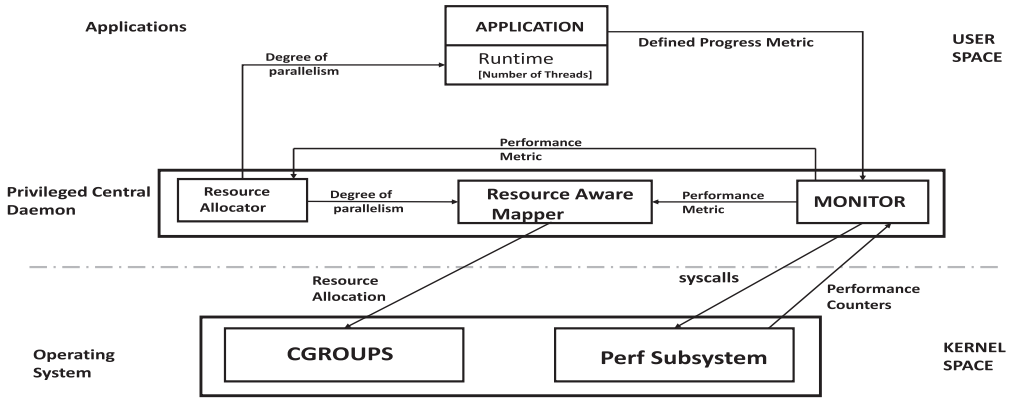 Applications
APPLICATION
Runtime
[Number of Threads]
Defined Progress Metric
USER
SPACE
Degree of
parallelism
Performance
Metric
Privileged Central
Daemon
Resource
Allocator
Degree of
parallelism
Resource Aware
Mapper
Performance
Metric
MONITOR
Resource
Allocation
syscalls
Performance
Counters
Operating
System
CGROUPS
Perf Subsystem
KERNEL
SPACE